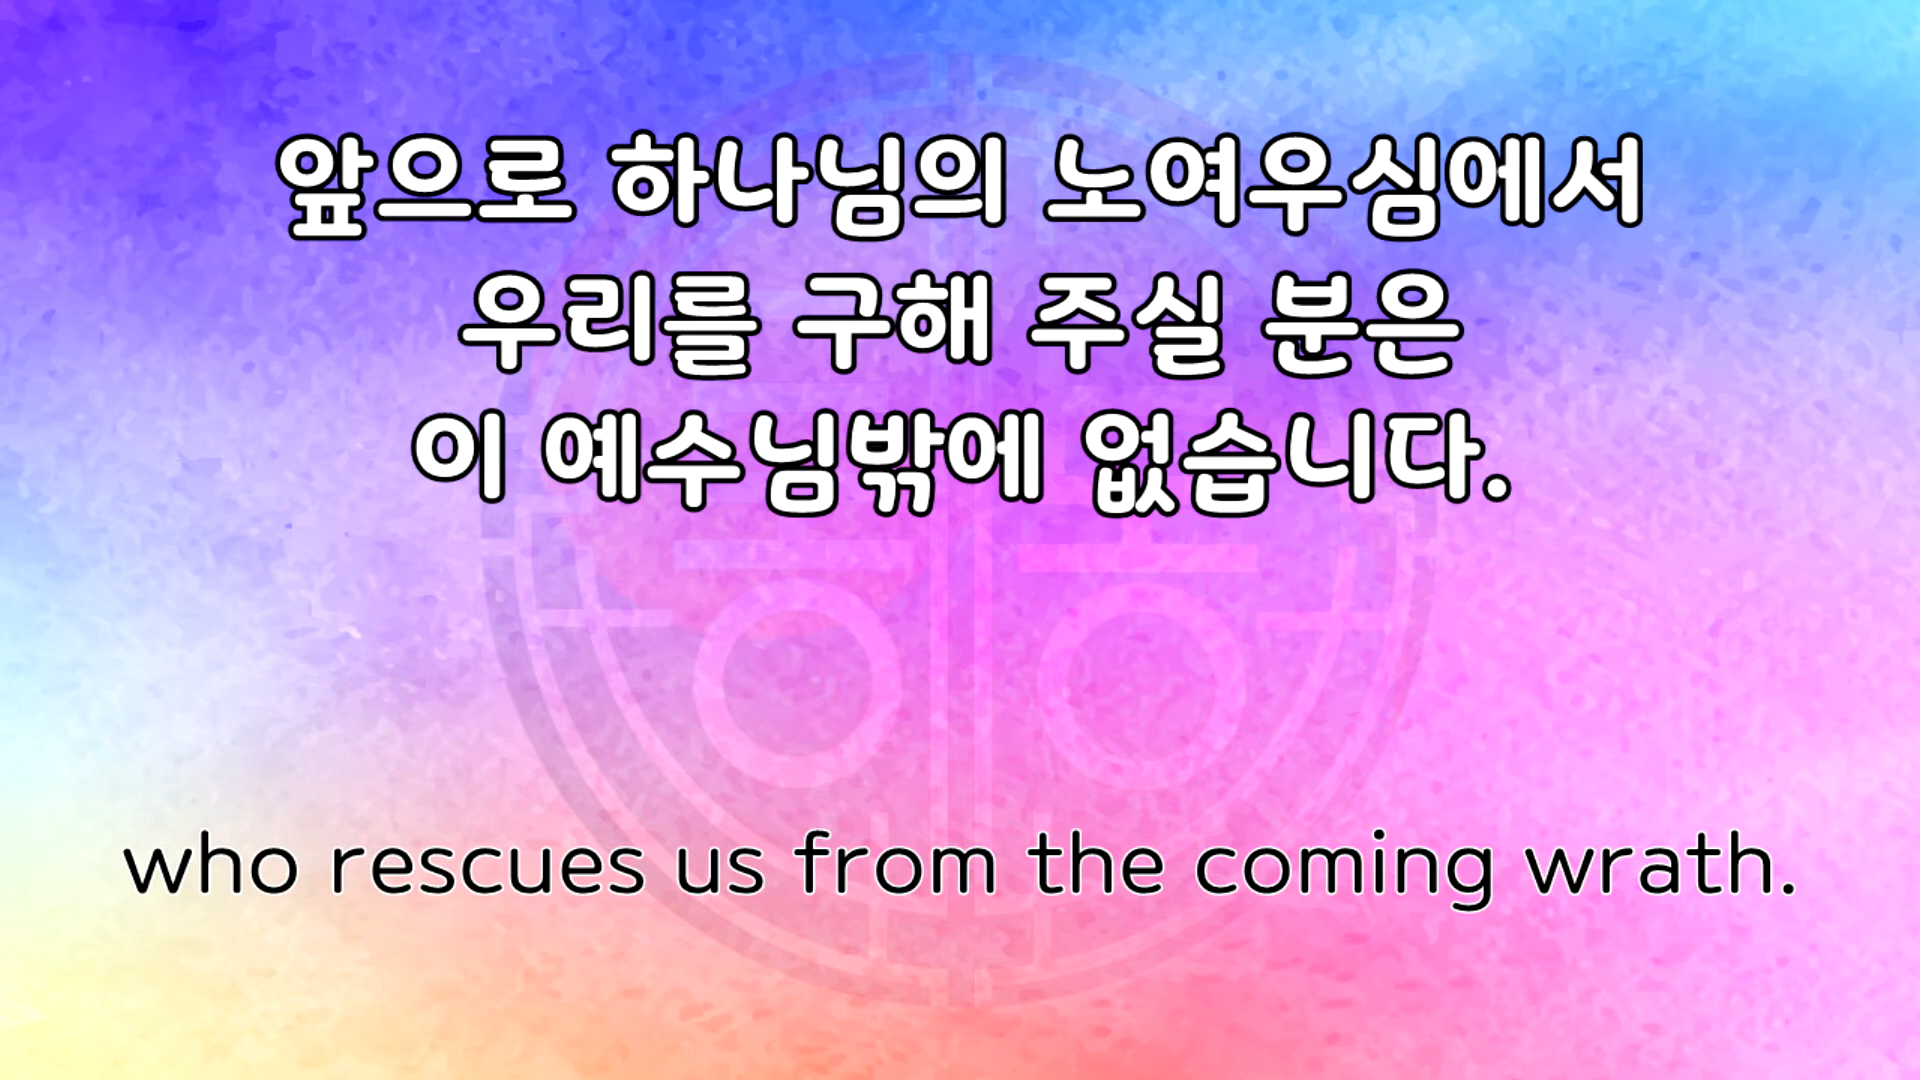 앞으로 하나님의 노여우심에서
우리를 구해 주실 분은
이 예수님밖에 없습니다.
who rescues us from the coming wrath.